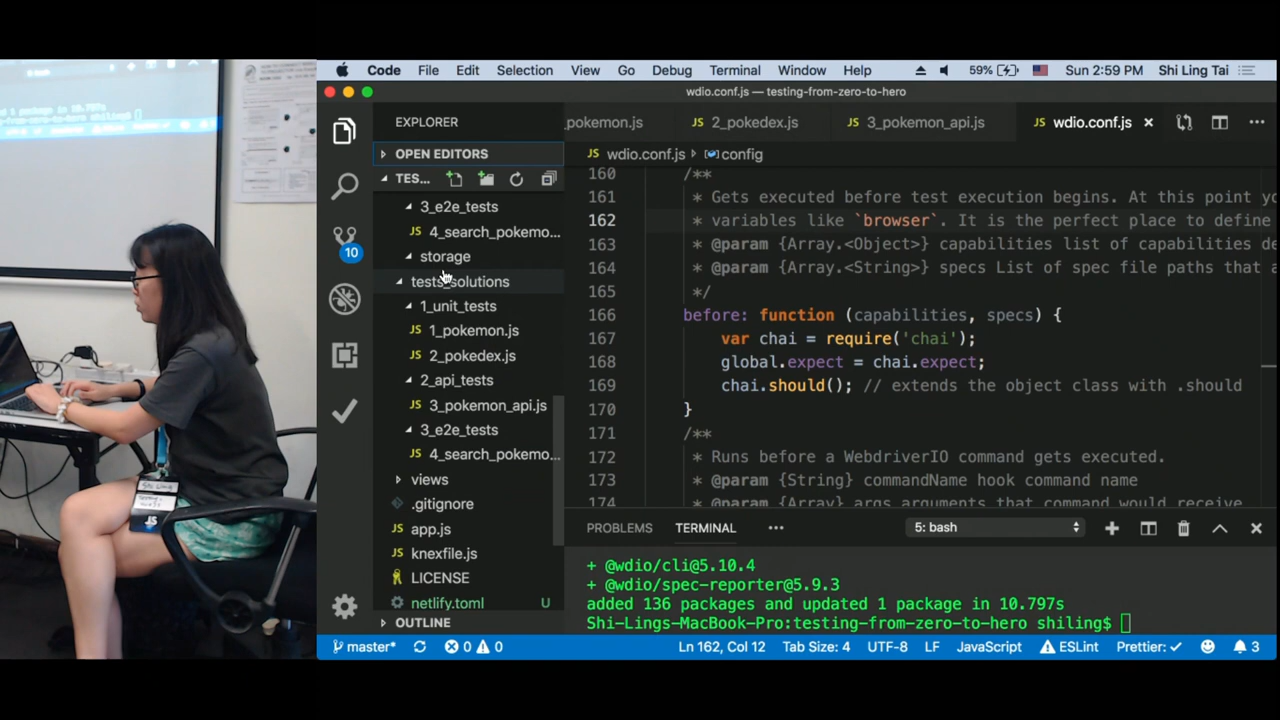 Code File Edit Selection View Go Debug Terminal Window Help 59% Sun 2:59 PM Shi Ling Tai
wdio.conf.js — testing-from-zero-to-hero
EXPLORER
_pokemon.js 2_pokedex.js 3_pokemon_api.js wdio.conf.js
OPEN EDITORS
wdio.conf.js config
TES...
3_e2e_tests
4_search_pokemo...
storage
tests_solutions
1_unit_tests
1_pokemon.js
2_pokedex.js
2_api_tests
3_pokemon_api.js
3_e2e_tests
4_search_pokemo...
views
.gitignore
app.js
knexfile.js
LICENSE
netlify.toml U
OUTLINE
10
160 /**
161 * Gets executed before test execution begins. At this point yo
162 * variables like `browser`. It is the perfect place to define
163 * @param {Array.<Object>} capabilities list of capabilities de
164 * @param {Array.<String>} specs List of spec file paths that a
165 */
166 before: function (capabilities, specs) {
167 var chai = require('chai');
168 global.expect = chai.expect;
169 chai.should(); // extends the object class with .should
170 }
171 /**
172 * Runs before a WebdriverIO command gets executed.
173 * @param {String} commandName hook command name
174 * @param {Array} args arguments that command would receive
PROBLEMS TERMINAL ... 5: bash
+ @wdio/cli@5.10.4
+ @wdio/spec-reporter@5.9.3
added 136 packages and updated 1 package in 10.797s
Shi-Lings-MacBook-Pro:testing-from-zero-to-hero shiling$
master* 0 0 Ln 162, Col 12 Tab Size: 4 UTF-8 LF JavaScript ESLint Prettier: ✓ 3